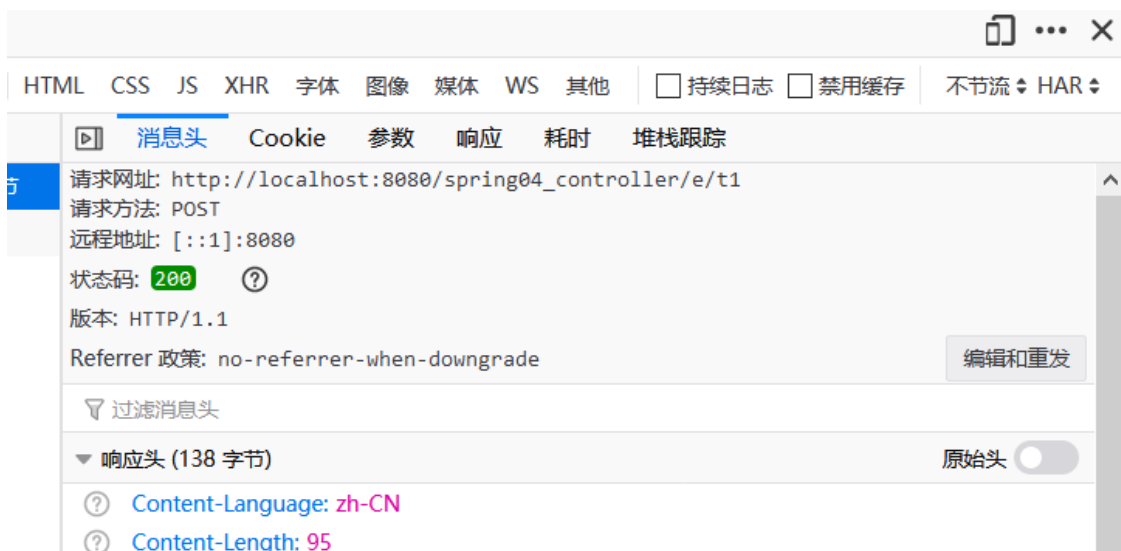 HTML CSS JS XHR 字体 图像 媒体 WS 其他 持续日志 禁用缓存 不节流 HAR
消息头 Cookie 参数 响应 耗时 堆栈跟踪
请求网址: http://localhost:8080/spring04_controller/e/t1
请求方法: POST
远程地址: [::1]:8080
状态码: 200
版本: HTTP/1.1
Referrer 政策: no-referrer-when-downgrade 编辑和重发
过滤消息头
响应头 (138 字节) 原始头
Content-Language: zh-CN
Content-Length: 95